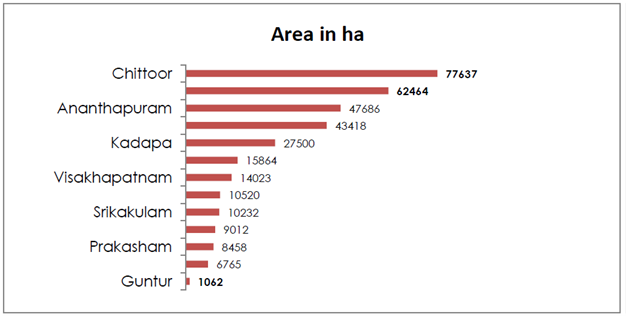 Area in ha
Chittoor 77637
62464
Ananthapuram 47686
43418
Kadapa 27500
15864
Visakhapatnam 14023
10520
Srikakulam 10232
9012
Prakasham 8458
6765
Guntur 1062